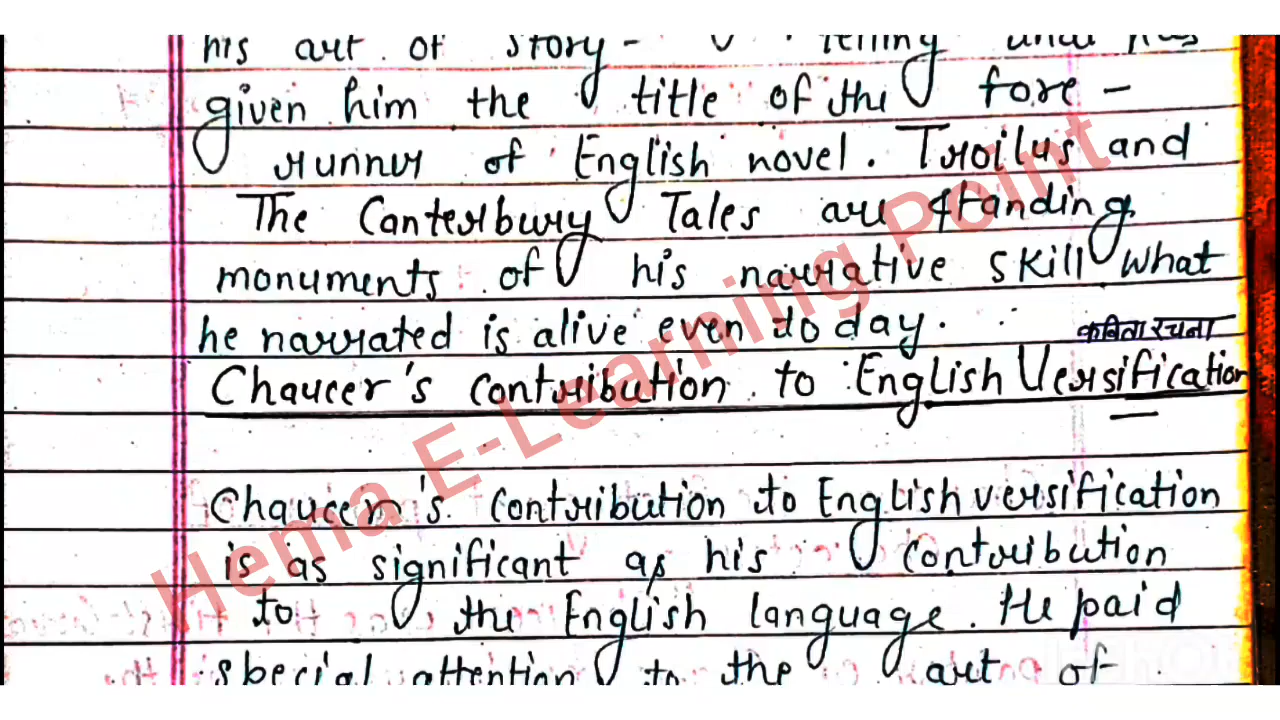 his art of story - telling and has
given him the title of the fore -
runner of English novel. Troilus and
The Canterbury Tales are standing
monuments of his narrative skill what
he narrated is alive even today.
कविता रचना
Chaucer's contribution to English Versification
Chaucer's contribution to English versification
is as significant as his contribution
to the English language. He paid
special attention to the art of
Hema E-Learning Point